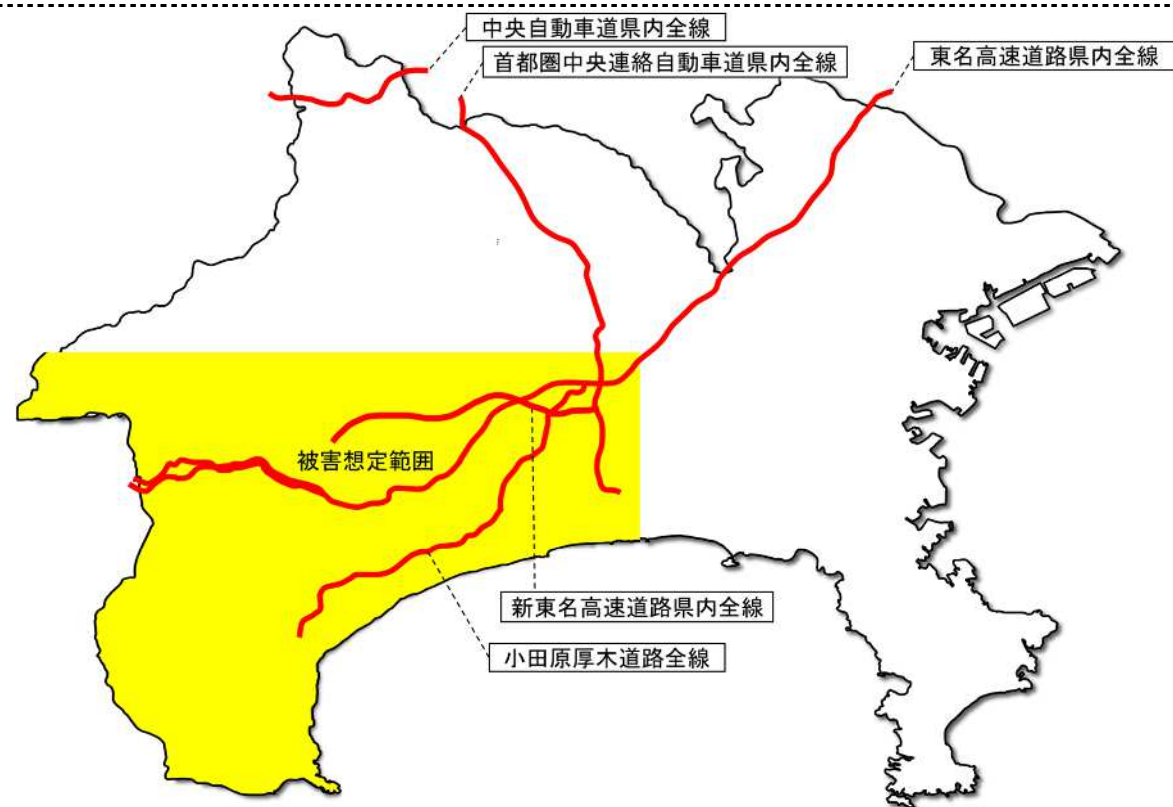 中央自動車道県内全線
首都圏中央連絡自動車道県内全線
東名高速道路県内全線
被害想定範囲
新東名高速道路県内全線
小田原厚木道路全線